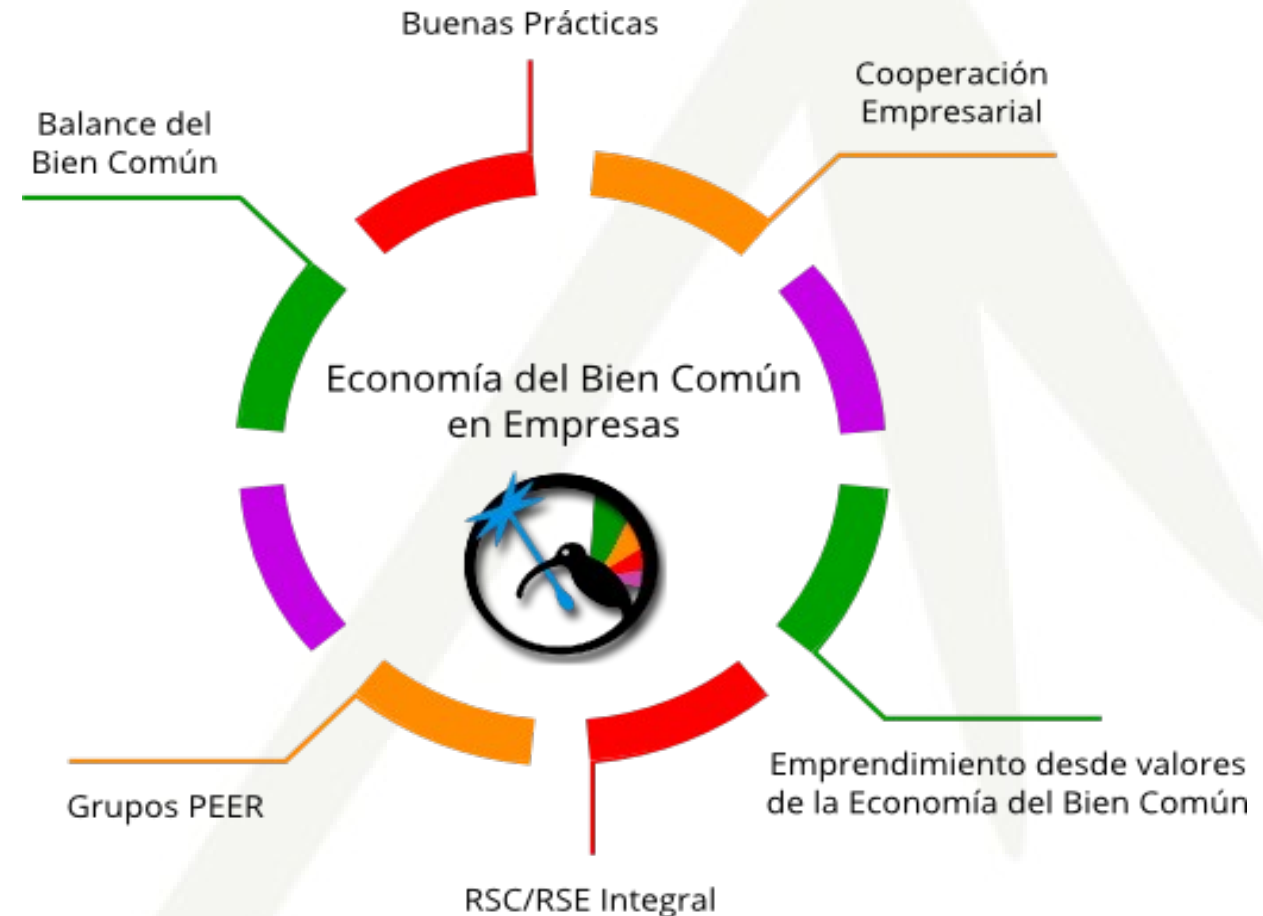 Buenas Prácticas
Cooperación
Empresarial
Balance del
Bien Común
Economía del Bien Común
en Empresas
Emprendimiento desde valores
de la Economía del Bien Común
Grupos PEER
RSC/RSE Integral